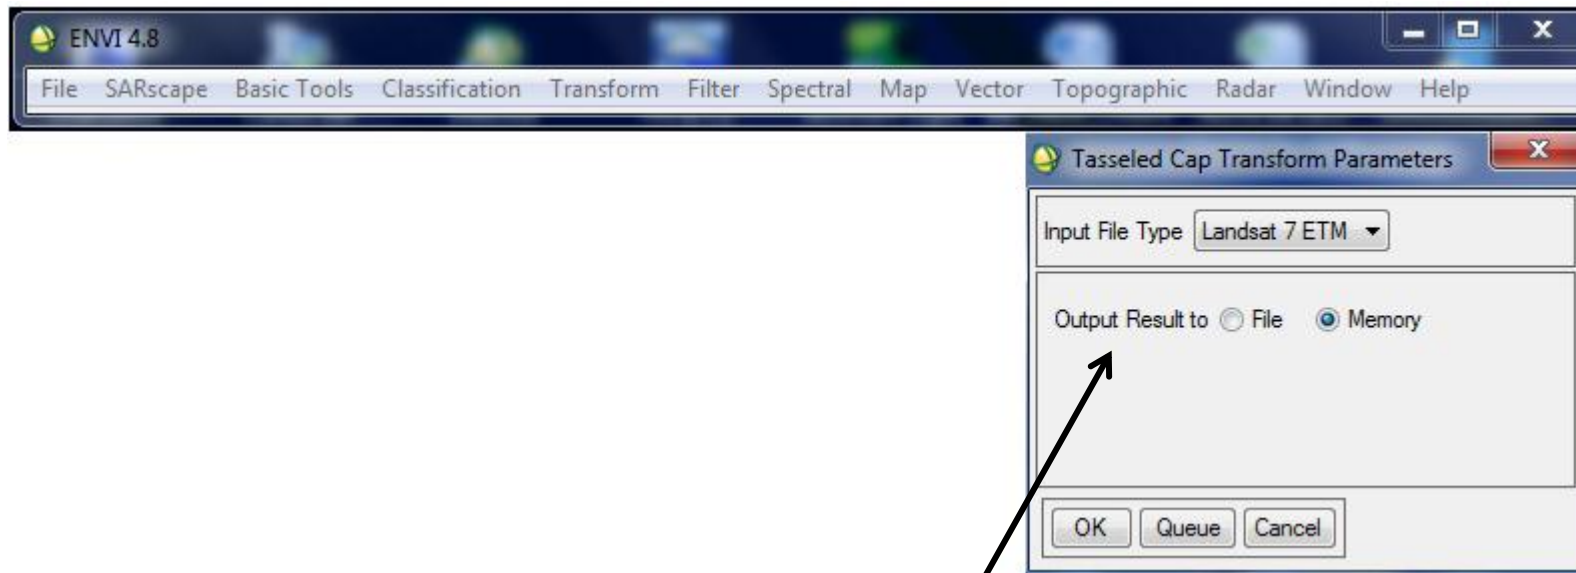 ENVI 4.8
File SARscape Basic Tools Classification Transform Filter Spectral Map Vector Topographic Radar Window Help
Tasseled Cap Transform Parameters
Input File Type Landsat 7 ETM
Output Result to File Memory
OK Queue Cancel